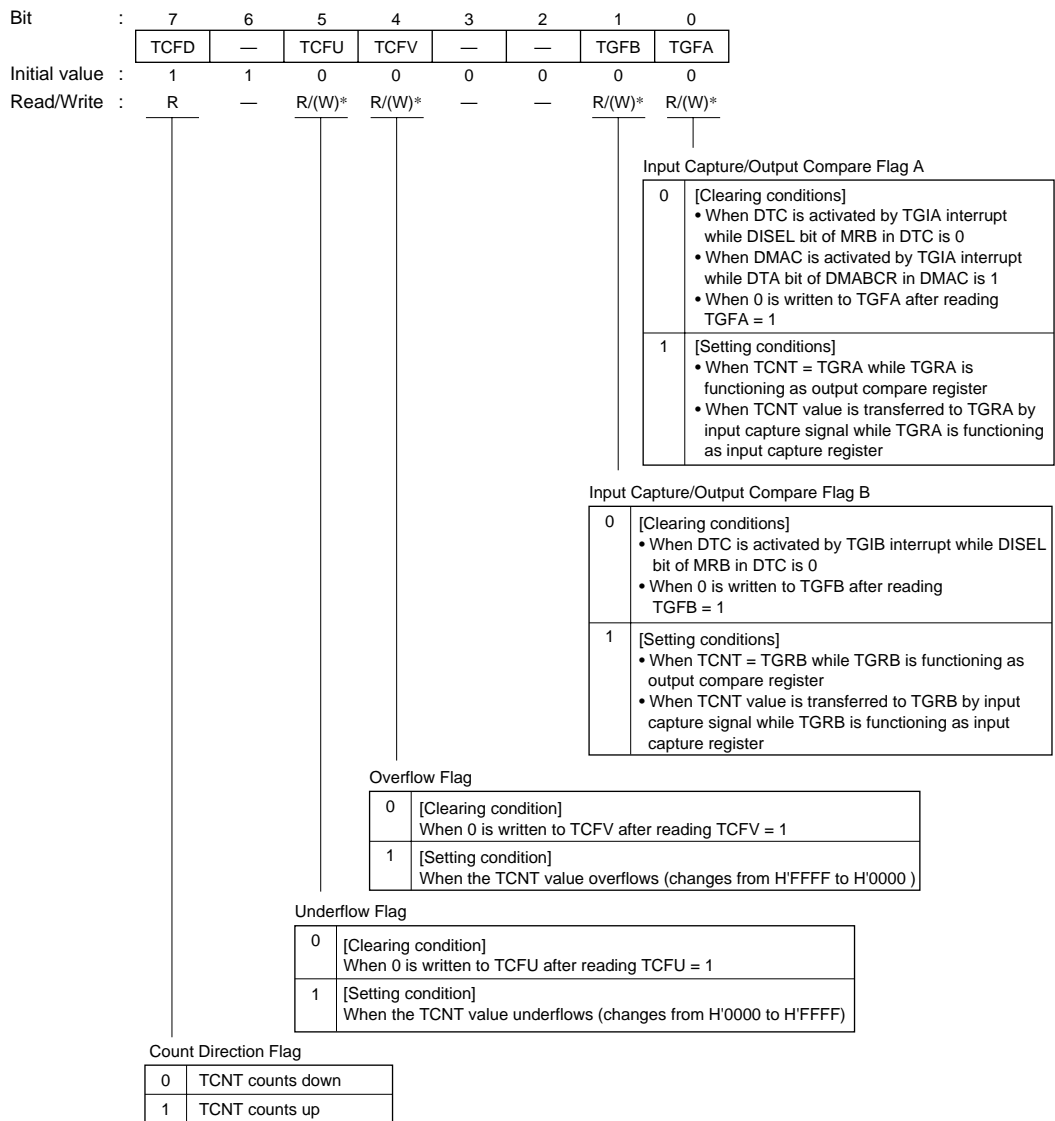 Bit : 7 6 5 4 3 2 1 0
TCFD — TCFU TCFV — — TGFB TGFA
Initial value : 1 1 0 0 0 0 0 0
Read/Write : R — R/(W)* R/(W)* — — R/(W)* R/(W)*
Input Capture/Output Compare Flag A
0 [Clearing conditions]
• When DTC is activated by TGIA interrupt
while DISEL bit of MRB in DTC is 0
• When DMAC is activated by TGIA interrupt
while DTA bit of DMABCR in DMAC is 1
• When 0 is written to TGFA after reading
TGFA = 1
1 [Setting conditions]
• When TCNT = TGRA while TGRA is
functioning as output compare register
• When TCNT value is transferred to TGRA by
input capture signal while TGRA is functioning
as input capture register
Input Capture/Output Compare Flag B
0 [Clearing conditions]
• When DTC is activated by TGIB interrupt while DISEL
bit of MRB in DTC is 0
• When 0 is written to TGFB after reading
TGFB = 1
1 [Setting conditions]
• When TCNT = TGRB while TGRB is functioning as
output compare register
• When TCNT value is transferred to TGRB by input
capture signal while TGRB is functioning as input
capture register
Overflow Flag
0 [Clearing condition]
When 0 is written to TCFV after reading TCFV = 1
1 [Setting condition]
When the TCNT value overflows (changes from H'FFFF to H'0000 )
Underflow Flag
0 [Clearing condition]
When 0 is written to TCFU after reading TCFU = 1
1 [Setting condition]
When the TCNT value underflows (changes from H'0000 to H'FFFF)
Count Direction Flag
0 TCNT counts down
1 TCNT counts up